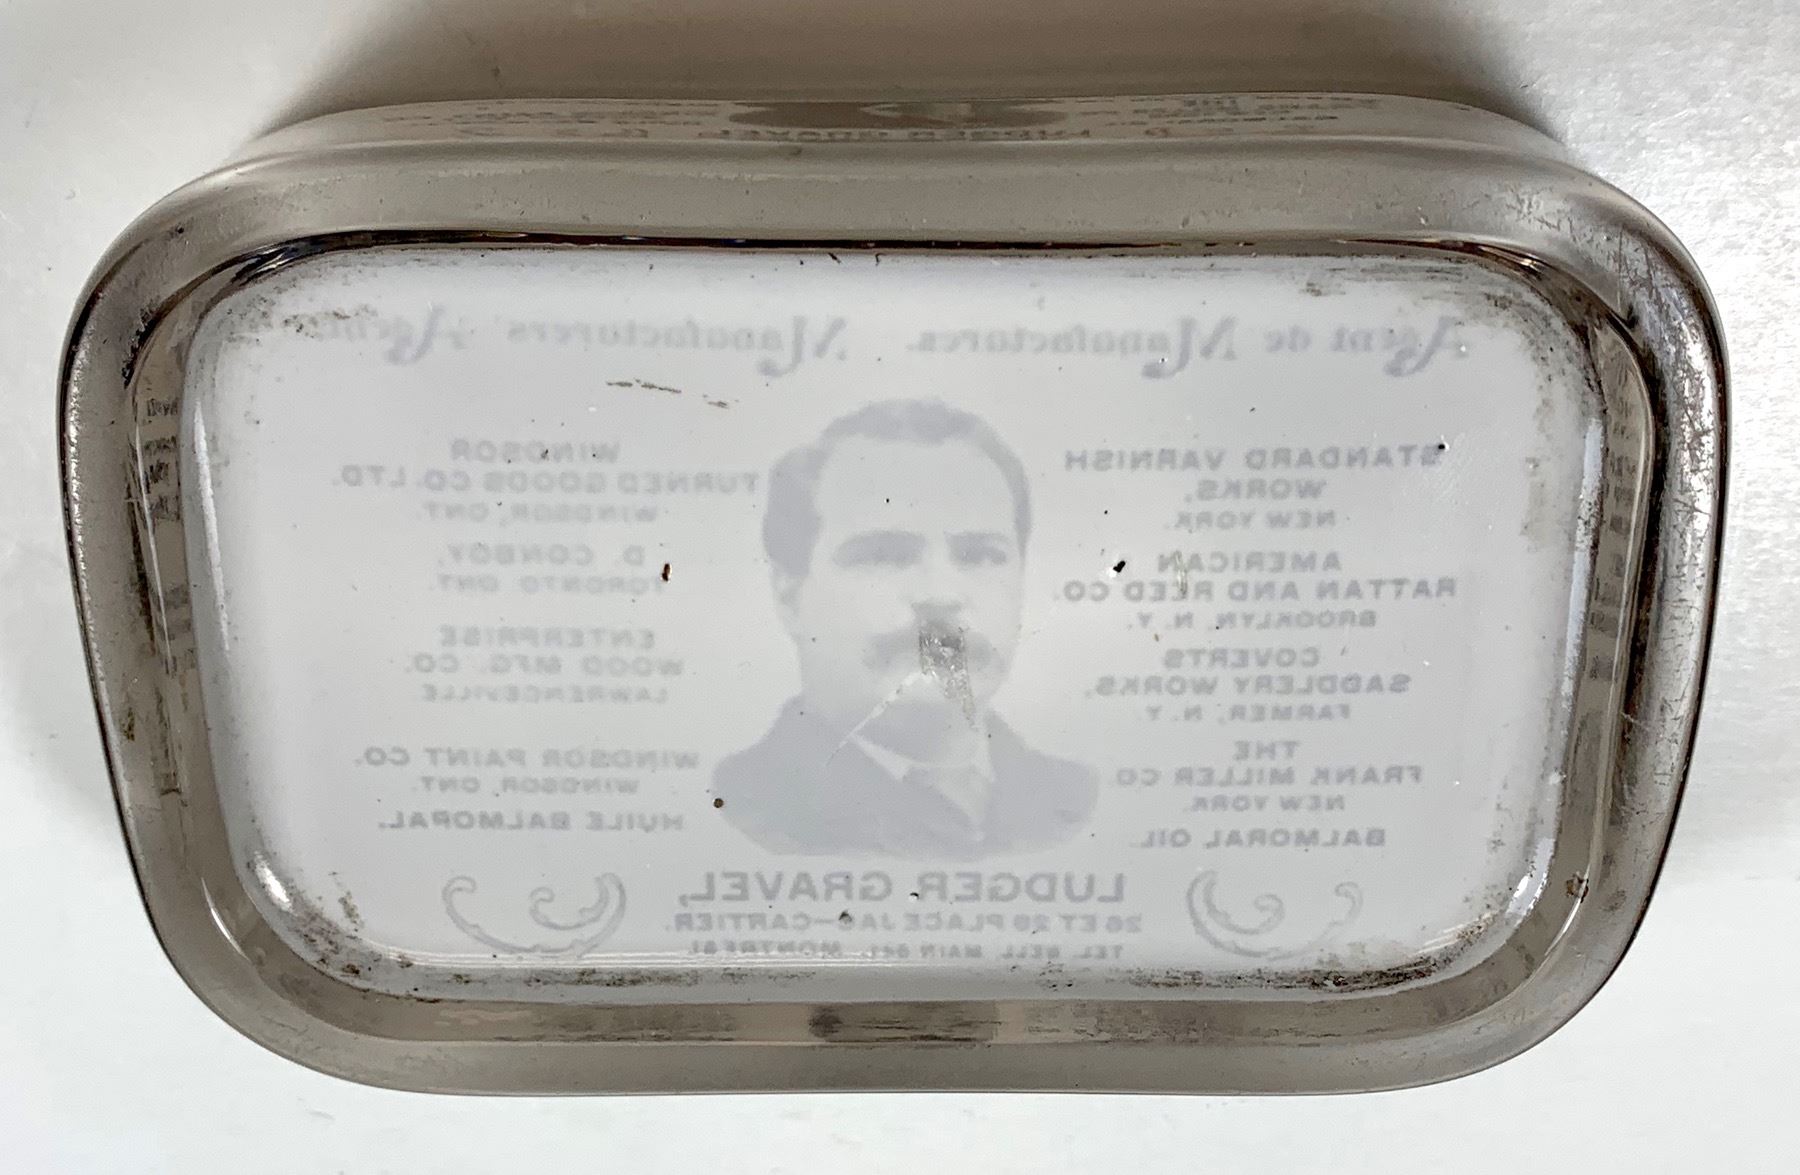 Agent de Manufactures. Manufacturers' Agent
STANDARD VARNISH
WORKS,
NEW YORK.
AMERICAN
RATTAN AND REED CO.
BROOKLYN, N.Y.
COVERTS
SADDLERY WORKS.
FARMER, N.Y.
THE
FRANK MILLER CO
NEW YORK.
BALMORAL OIL.
WINDSOR
TURNED GOODS CO. LTD.
WINDSOR, ONT.
D. CONBOY,
TORONTO ONT
ENTERPRISE
WOOD MFG. CO.
LAWRENCEVILLE
WINDSOR PAINT CO.
WINDSOR, ONT.
HUILE BALMORAL.
LUDGER GRAVEL,
26 ET 28 PLACE JAC-CARTIER.
TEL. BELL MAIN MONTREAL